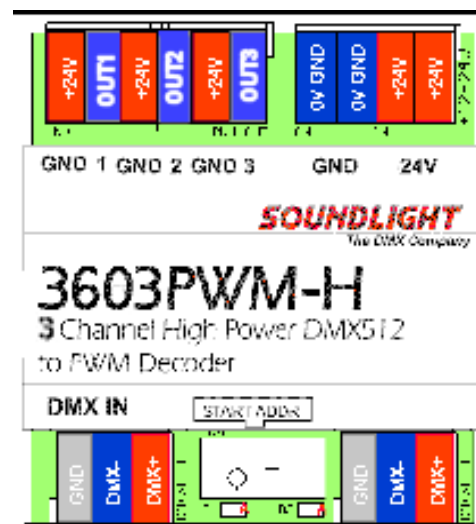 +24V OUT1 +24V OUT2 +24V OUT3 0V GND 0V GND +24V +24V
GND 1 GND 2 GND 3 GND 24V
SOUNDLIGHT
The DMX Company
3603PWM-H
3 Channel High Power DMX512
to PWM Decoder
DMX IN START ADDR
GND DMX- DMX+ GND DMX- DMX+